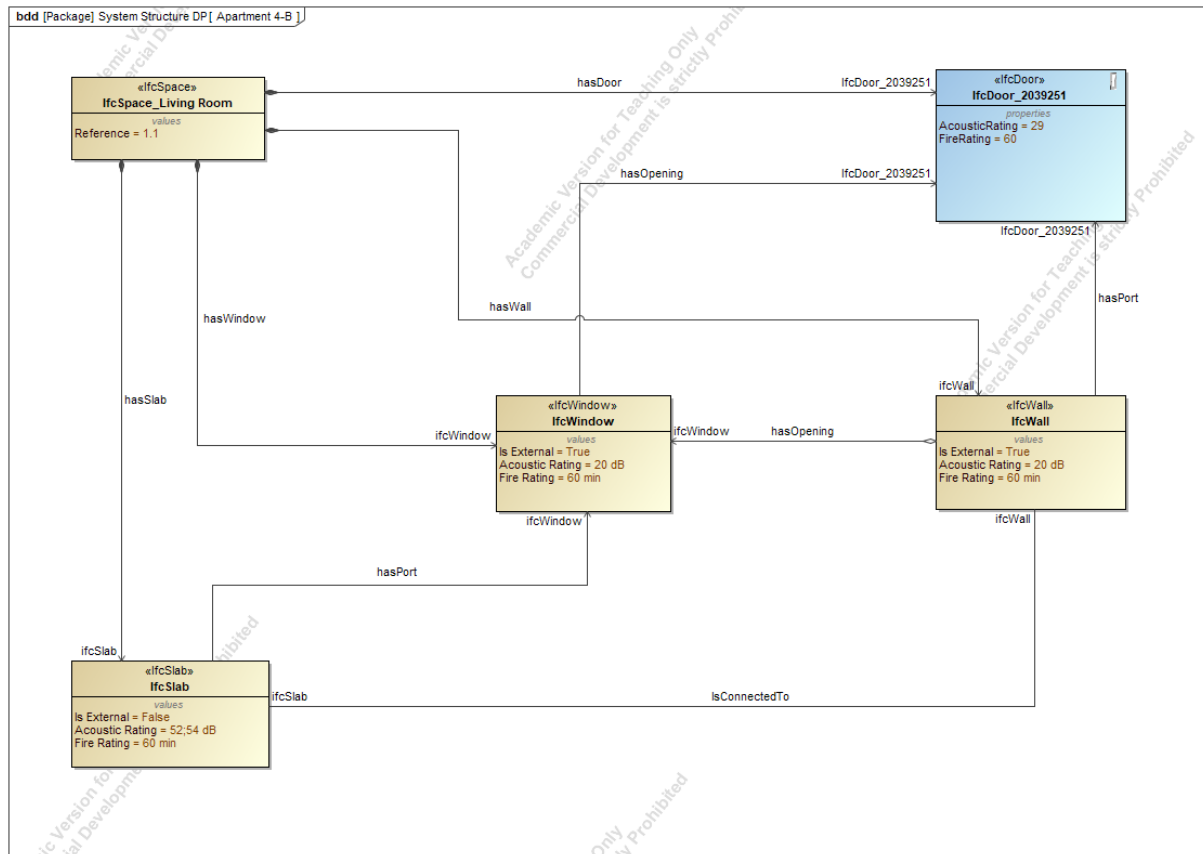 bdd [Package] System Structure DP[ Apartment 4-B ]
«IfcSpace»
IfcSpace_Living Room
values
Reference = 1.1
hasDoor
IfcDoor_2039251
«IfcDoor»
IfcDoor_2039251
properties
AcousticRating = 29
FireRating = 60
hasOpening
IfcDoor_2039251
IfcDoor_2039251
hasPort
hasWall
hasWindow
hasSlab
ifcWall
ifcWindow
«IfcWindow»
IfcWindow
values
Is External = True
Acoustic Rating = 20 dB
Fire Rating = 60 min
ifcWindow
hasOpening
«IfcWall»
IfcWall
values
Is External = True
Acoustic Rating = 20 dB
Fire Rating = 60 min
ifcWindow
ifcWall
hasPort
ifcSlab
«IfcSlab»
IfcSlab
values
Is External = False
Acoustic Rating = 52;54 dB
Fire Rating = 60 min
ifcSlab
IsConnectedTo
Academic Version for Teaching Only
Commercial Development is strictly Prohibited